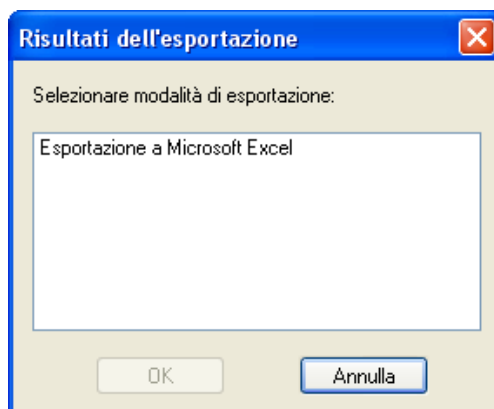 Risultati dell'esportazione
Selezionare modalità di esportazione:
Esportazione a Microsoft Excel
OK
Annulla